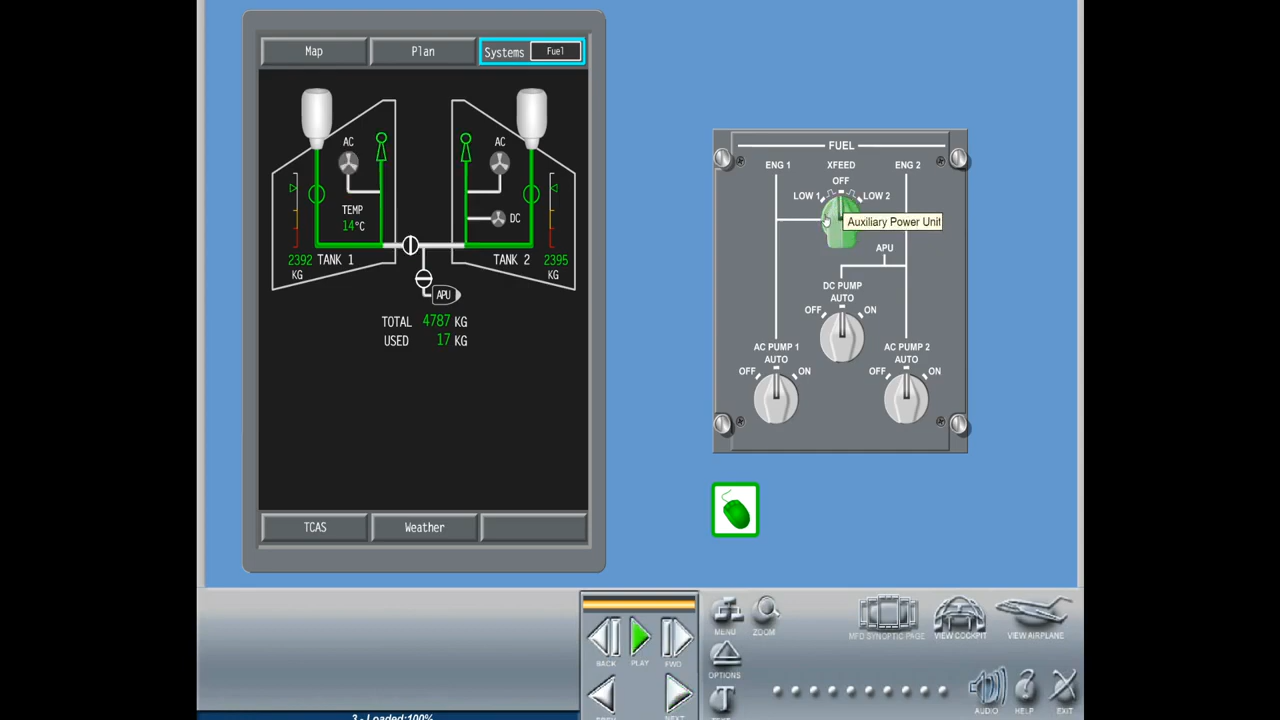 Map
Plan
Systems
Fuel
AC
AC
TEMP
14°C
DC
2392
KG
TANK 1
TANK 2
2395
KG
APU
TOTAL 4787 KG
USED 17 KG
TCAS
Weather
FUEL
ENG 1
XFEED
ENG 2
OFF
LOW 1
LOW 2
Auxiliary Power Unit
APU
DC PUMP
AUTO
OFF
ON
AC PUMP 1
AUTO
OFF
ON
AC PUMP 2
AUTO
OFF
ON
BACK
PLAY
FWD
MENU
ZOOM
OPTIONS
MFD SYNOPTIC PAGE
VIEW COCKPIT
VIEW AIRPLANE
AUDIO
HELP
EXIT
3 - Loaded:100%